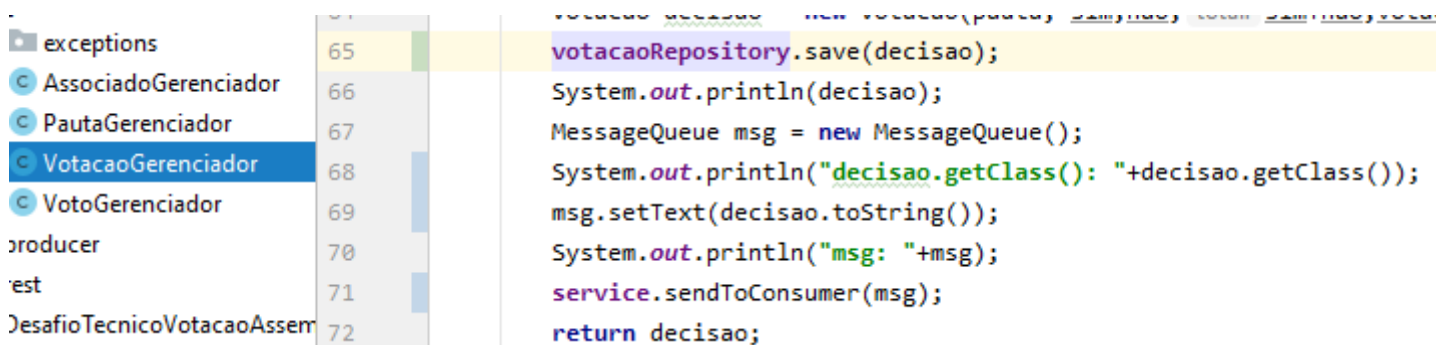 exceptions
AssociadoGerenciador
PautaGerenciador
VotacaoGerenciador
VotoGerenciador
producer
rest
DesafioTecnicoVotacaoAssem
65 votacaoRepository.save(decisao);
66 System.out.println(decisao);
67 MessageQueue msg = new MessageQueue();
68 System.out.println("decisao.getClass(): "+decisao.getClass());
69 msg.setText(decisao.toString());
70 System.out.println("msg: "+msg);
71 service.sendToConsumer(msg);
72 return decisao;